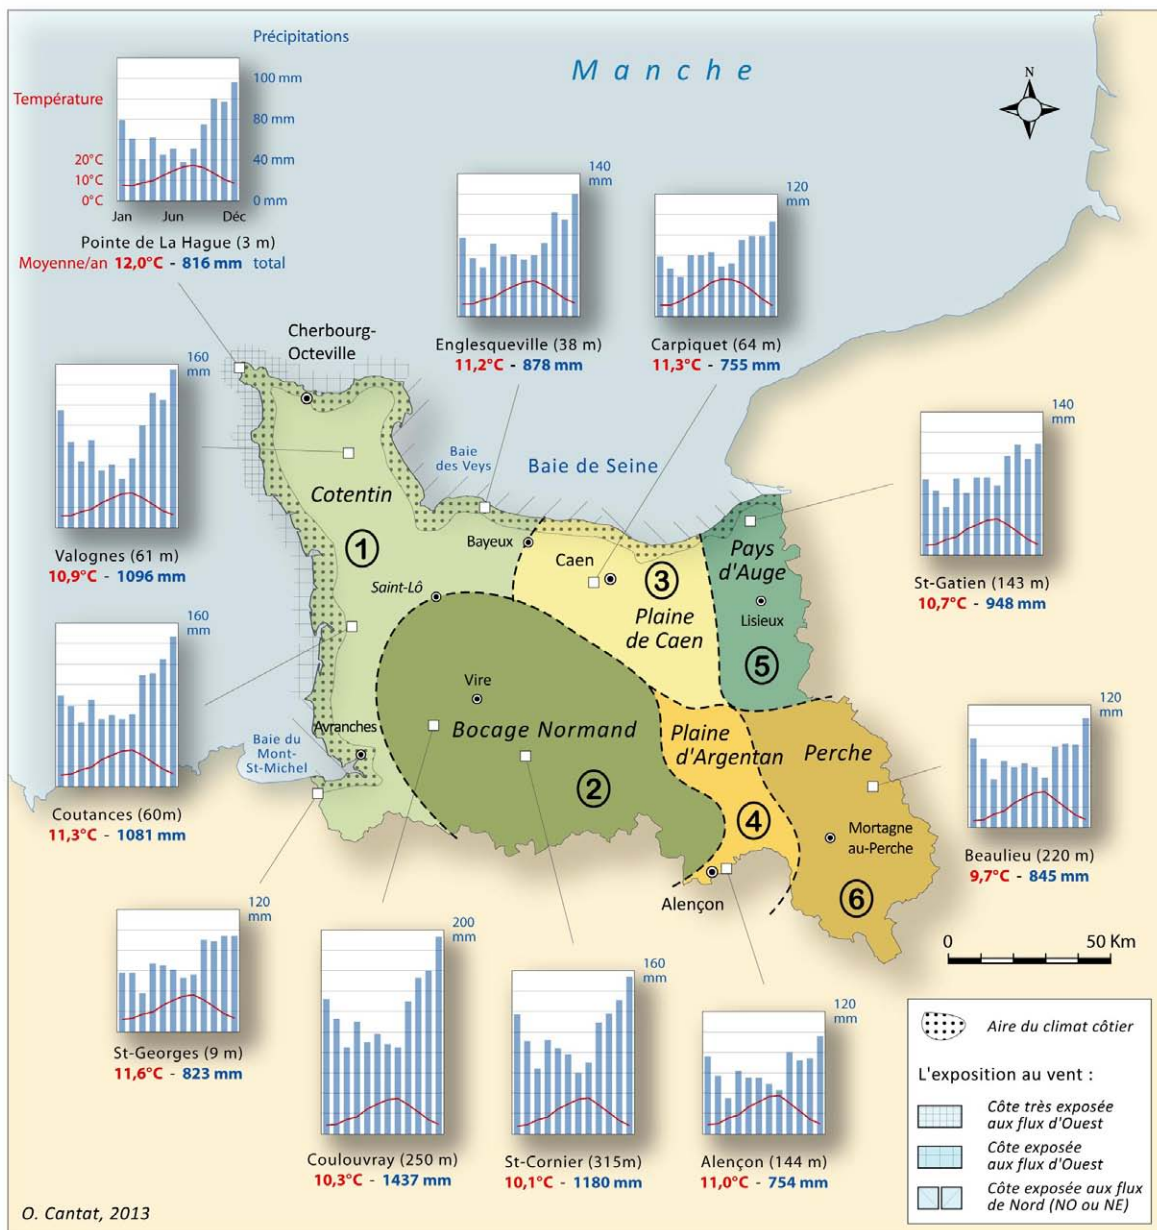 Manche
N
Précipitations
Température
100 mm
80 mm
40 mm
0 mm
20°C
10°C
0°C
Jan Jun Déc
Pointe de La Hague (3 m)
Moyenne/an 12,0°C - 816 mm total
140
mm
Englesqueville (38 m)
11,2°C - 878 mm
120
mm
Carpiquet (64 m)
11,3°C - 755 mm
Cherbourg-
Octeville
160
mm
Valognes (61 m)
10,9°C - 1096 mm
140
mm
St-Gatien (143 m)
10,7°C - 948 mm
Baie
des Veys
Baie de Seine
Cotentin
1
Bayeux
Caen
3
Plaine
de Caen
Pays
d'Auge
Lisieux
5
Saint-Lô
160
mm
Coutances (60m)
11,3°C - 1081 mm
Vire
Bocage Normand
2
Avranches
Baie du
Mont-
St-Michel
Plaine
d'Argentan
4
Perche
Mortagne
au-Perche
6
Alençon
120
mm
Beaulieu (220 m)
9,7°C - 845 mm
120
mm
St-Georges (9 m)
11,6°C - 823 mm
200
mm
Coulouvray (250 m)
10,3°C - 1437 mm
160
mm
St-Cornier (315m)
10,1°C - 1180 mm
120
mm
Alençon (144 m)
11,0°C - 754 mm
0 50 Km
Aire du climat côtier
L'exposition au vent :
Côte très exposée
aux flux d'Ouest
Côte exposée
aux flux d'Ouest
Côte exposée aux flux
de Nord (NO ou NE)
O. Cantat, 2013